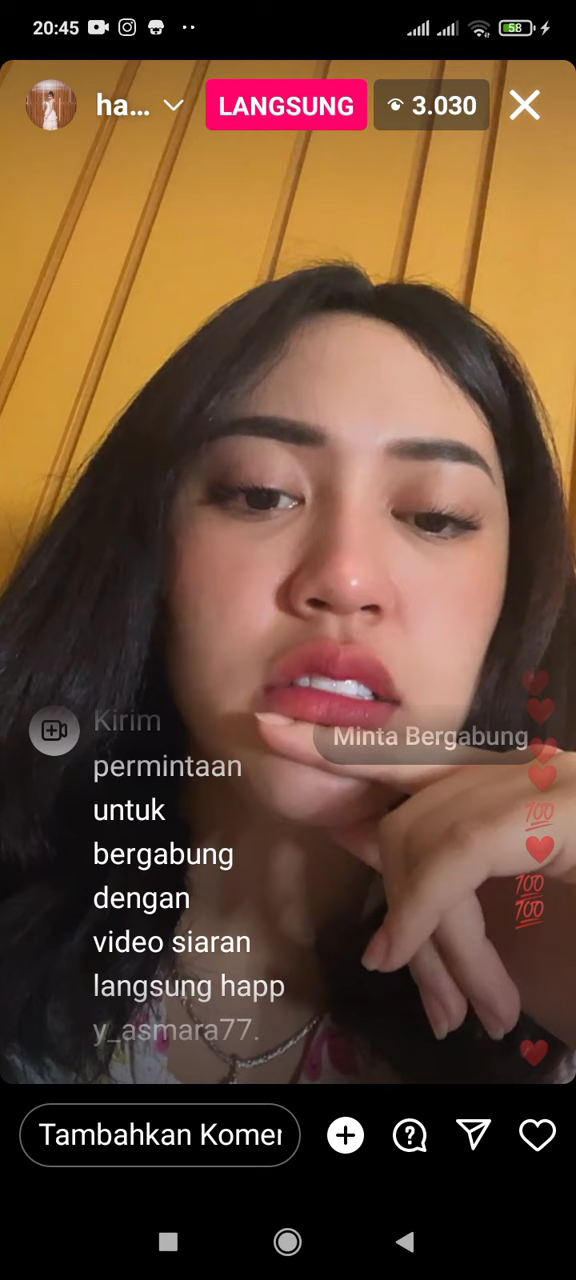 20:45
58
ha...
LANGSUNG
3.030
Kirim
permintaan
untuk
bergabung
dengan
video siaran
langsung happ
y_asmara77.
Minta Bergabung
100
100
100
Tambahkan Komer